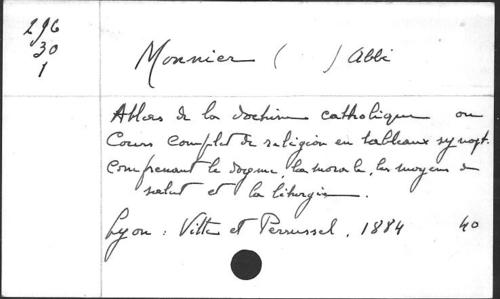 296
30
1
Monnier ( ) abbé
Atlas de la doctrine catholique ou
Cours complet de religion en tableaux synopt.
Comprenant le dogme, la morale, les moyens de
salut et la liturgie.
Lyon : Vitte et Perrussel, 1884 40